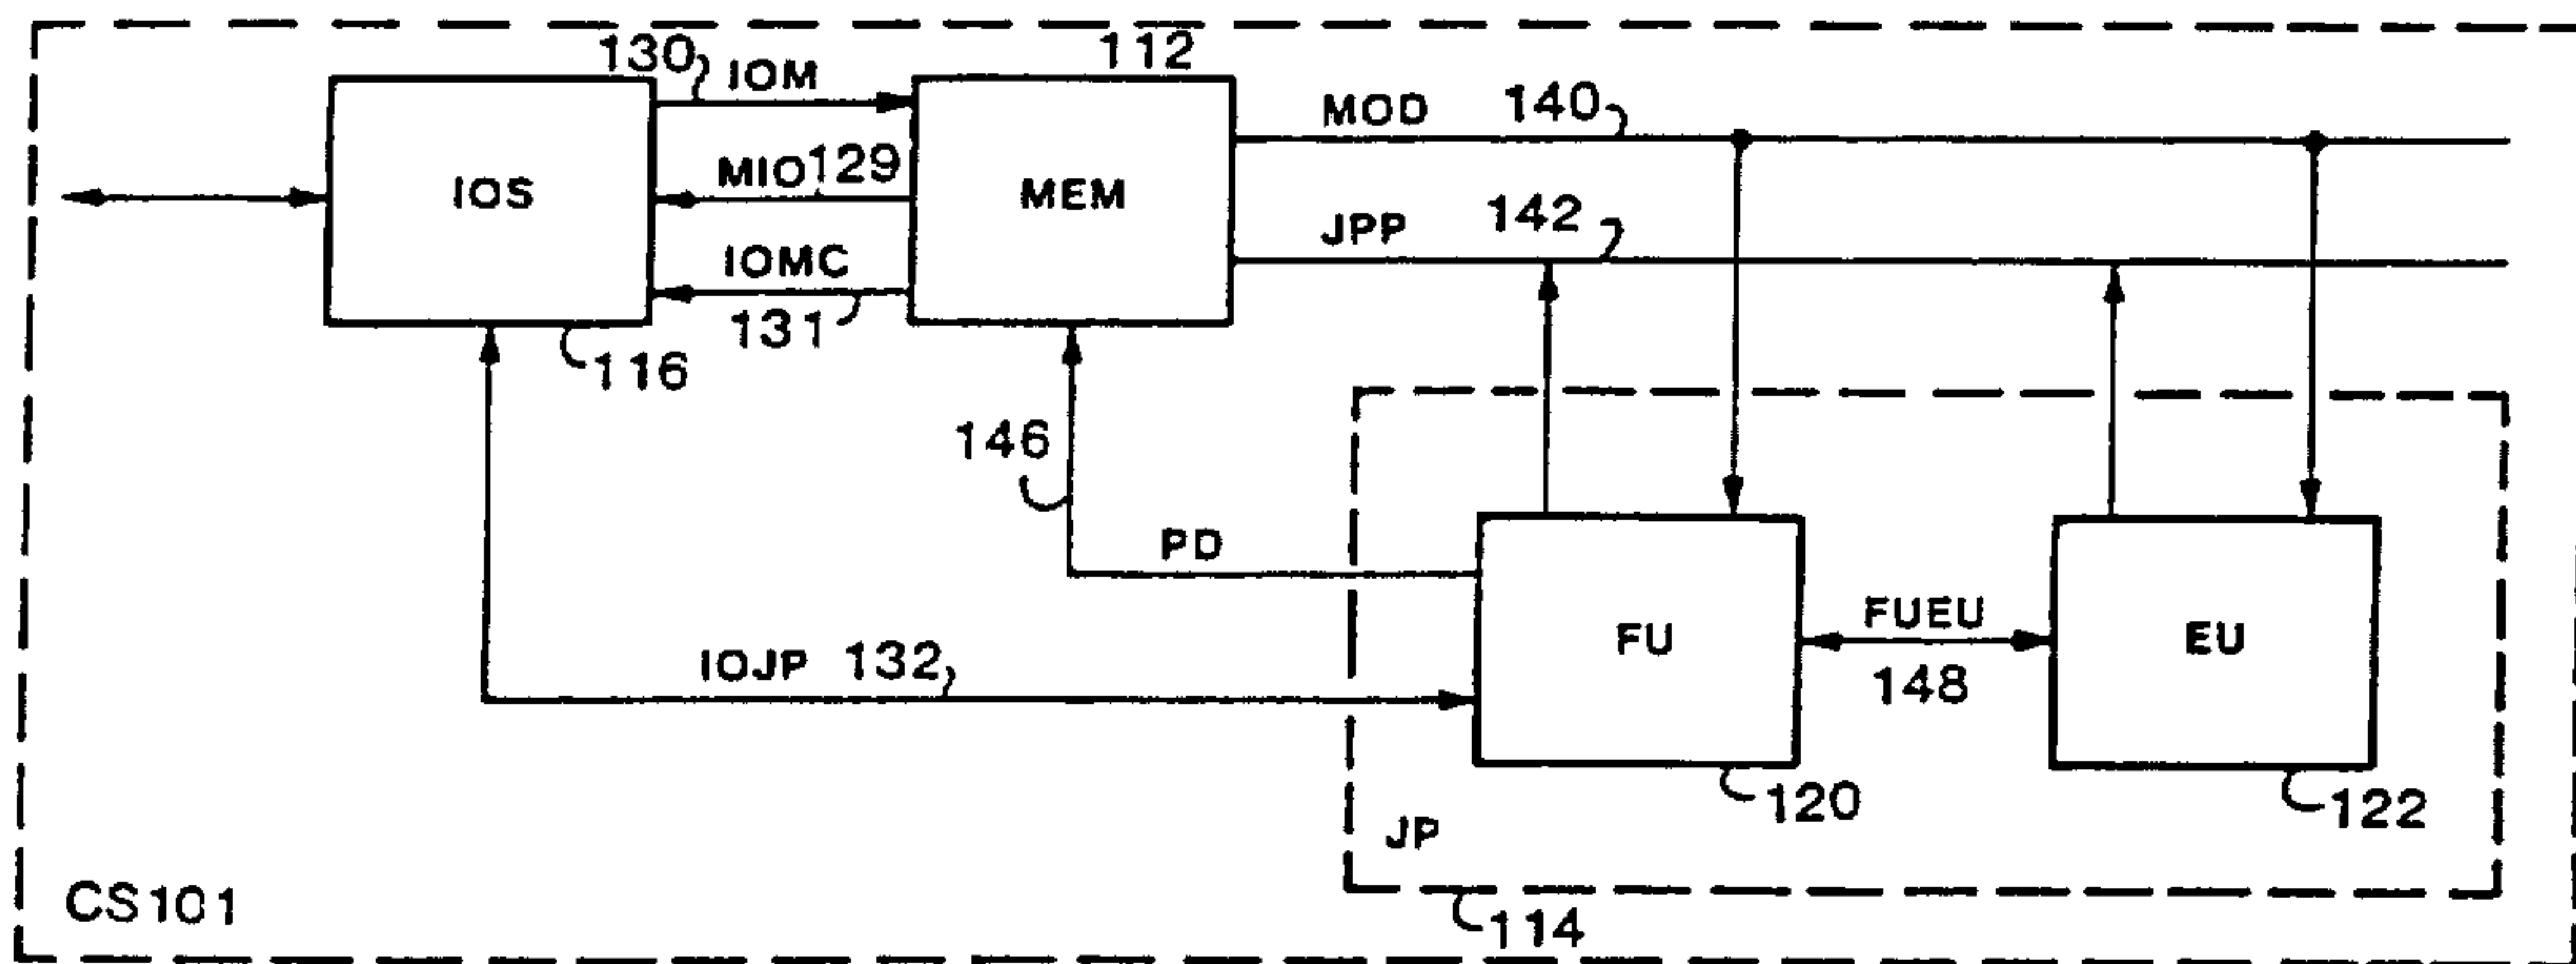 130 IOM
112
MOD 140
MIO 129
IOS
MEM
JPP 142
IOMC
131
116
146
PD
FUEU
FU
EU
IOJP 132
148
120
122
JP
CS101
114